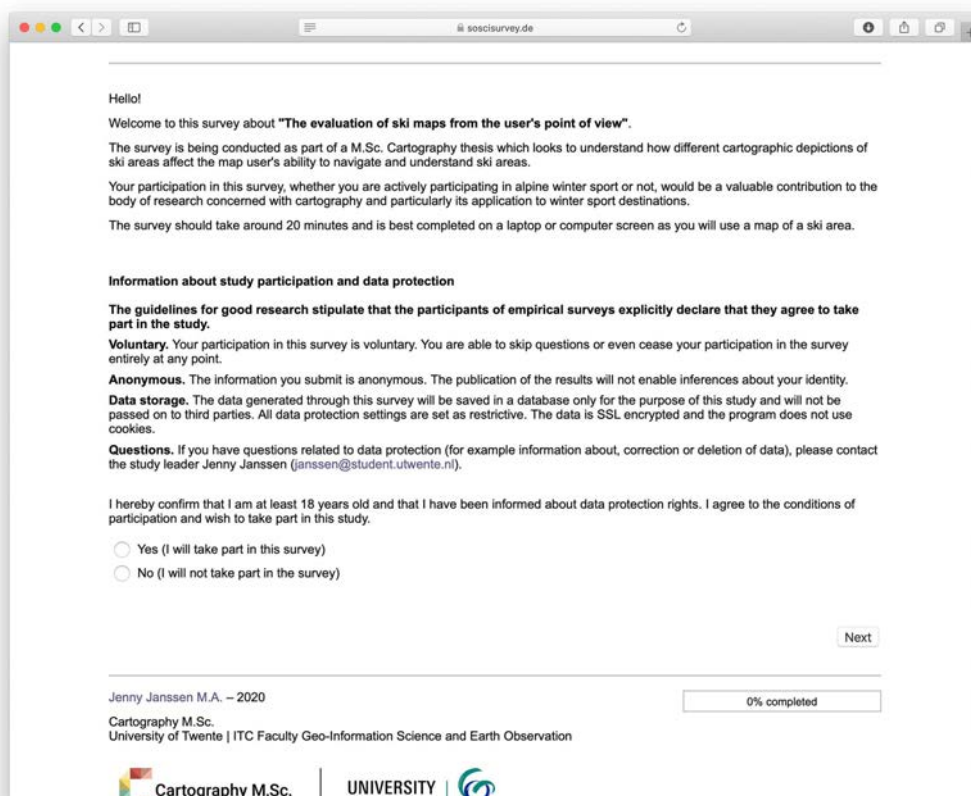 soscisurvey.de
Hello!
Welcome to this survey about "The evaluation of ski maps from the user's point of view".
The survey is being conducted as part of a M.Sc. Cartography thesis which looks to understand how different cartographic depictions of
ski areas affect the map user's ability to navigate and understand ski areas.
Your participation in this survey, whether you are actively participating in alpine winter sport or not, would be a valuable contribution to the
body of research concerned with cartography and particularly its application to winter sport destinations.
The survey should take around 20 minutes and is best completed on a laptop or computer screen as you will use a map of a ski area.
Information about study participation and data protection
The guidelines for good research stipulate that the participants of empirical surveys explicitly declare that they agree to take
part in the study.
Voluntary. Your participation in this survey is voluntary. You are able to skip questions or even cease your participation in the survey
entirely at any point.
Anonymous. The information you submit is anonymous. The publication of the results will not enable inferences about your identity.
Data storage. The data generated through this survey will be saved in a database only for the purpose of this study and will not be
passed on to third parties. All data protection settings are set as restrictive. The data is SSL encrypted and the program does not use
cookies.
Questions. If you have questions related to data protection (for example information about, correction or deletion of data), please contact
the study leader Jenny Janssen (janssen@student.utwente.nl).
I hereby confirm that I am at least 18 years old and that I have been informed about data protection rights. I agree to the conditions of
participation and wish to take part in this study.
Yes (I will take part in this survey)
No (I will not take part in the survey)
Next
Jenny Janssen M.A. – 2020
0% completed
Cartography M.Sc.
University of Twente | ITC Faculty Geo-Information Science and Earth Observation
Cartography M.Sc.
UNIVERSITY